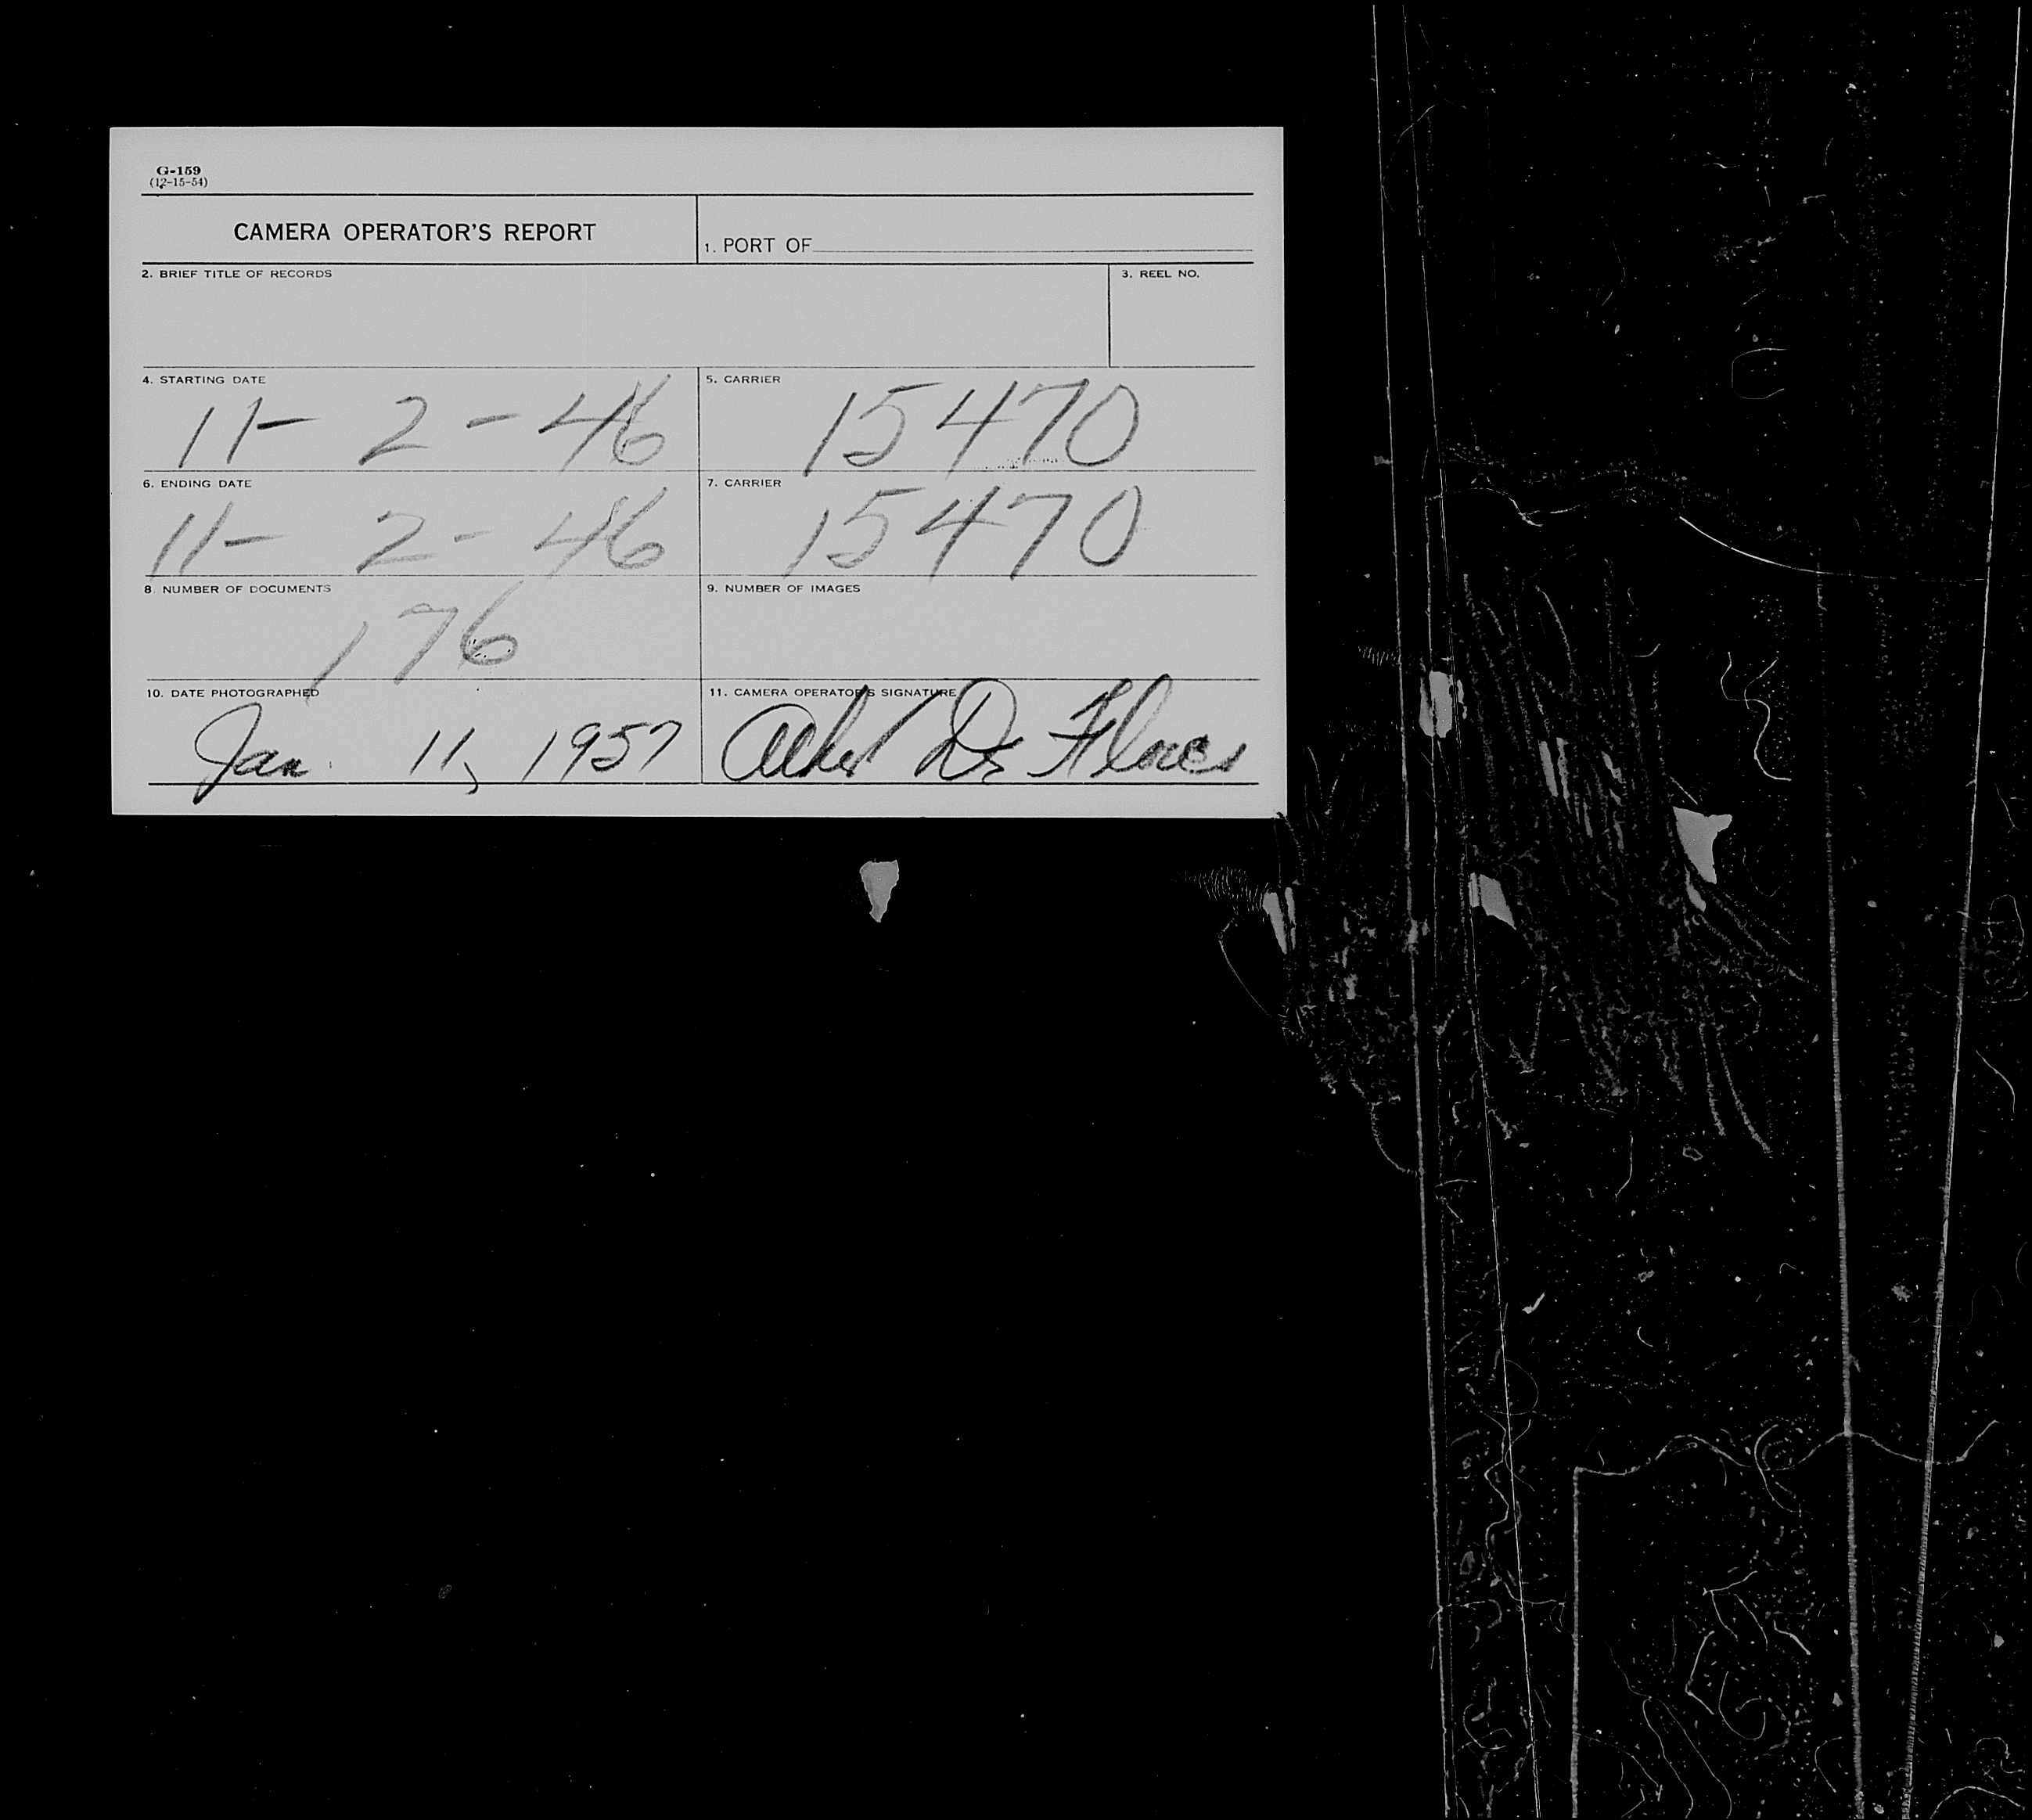 G-159
(12-15-54)
CAMERA OPERATOR'S REPORT
1. PORT OF
2. BRIEF TITLE OF RECORDS
3. REEL NO.
4. STARTING DATE
11- 2 - 46
5. CARRIER
15470
6. ENDING DATE
11- 2 - 46
7. CARRIER
15470
8. NUMBER OF DOCUMENTS
176
9. NUMBER OF IMAGES
10. DATE PHOTOGRAPHED
Jan. 11, 1957
11. CAMERA OPERATOR'S SIGNATURE